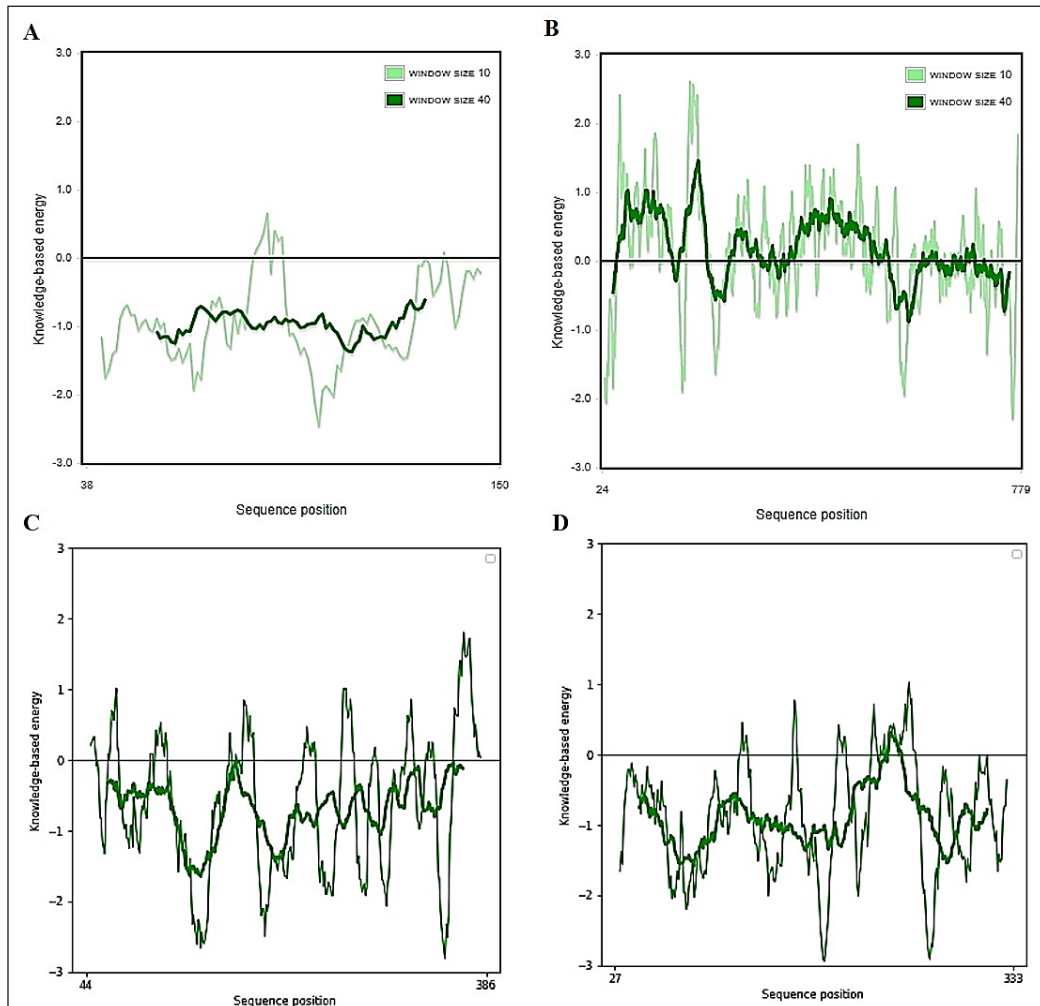 A
3.0
2.0
1.0
0.0
-1.0
-2.0
-3.0
Knowledge-based energy
WINDOW SIZE 10
WINDOW SIZE 40
38
150
Sequence position
B
3.0
2.0
1.0
0.0
-1.0
-2.0
-3.0
Knowledge-based energy
WINDOW SIZE 10
WINDOW SIZE 40
24
779
Sequence position
C
3
2
1
0
−1
−2
−3
Knowledge-based energy
44
386
Sequence position
D
3
2
1
0
−1
−2
−3
Knowledge-based energy
27
333
Sequence position